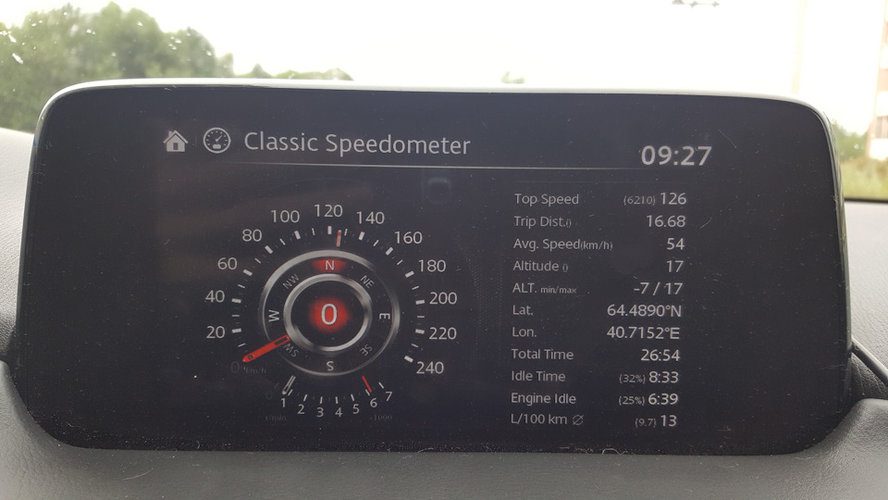 Classic Speedometer
09:27
100 120 140
80 160
60 180
40 200
20 220
0 km/h 240
N
NW NE
W 0 E
SW SE
S
1 2 3 4 5 6 7
Top Speed (6210) 126
Trip Dist.() 16.68
Avg. Speed(km/h) 54
Altitude () 17
ALT. min/max -7 / 17
Lat. 64.4890°N
Lon. 40.7152°E
Total Time 26:54
Idle Time (32%) 8:33
Engine Idle (25%) 6:39
L/100 km ∅ (9.7) 13